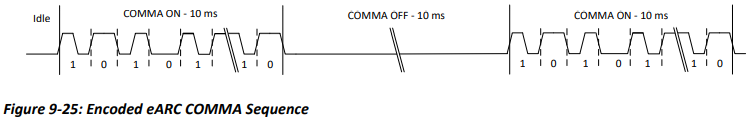 Idle
COMMA ON - 10 ms
COMMA OFF - 10 ms
COMMA ON - 10 ms
1 0 1 0 1 1 0
1 0 1 0 1 1 0
Figure 9-25: Encoded eARC COMMA Sequence